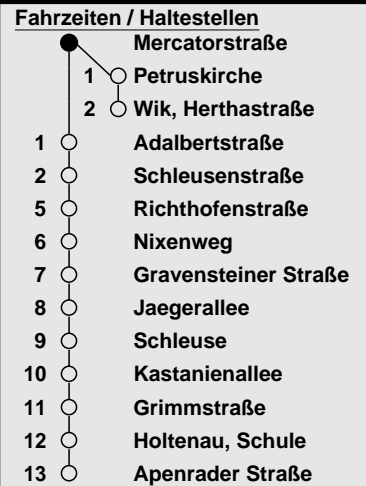 Fahrzeiten / Haltestellen
Mercatorstraße
1 Petruskirche
2 Wik, Herthastraße
1 Adalbertstraße
2 Schleusenstraße
5 Richthofenstraße
6 Nixenweg
7 Gravensteiner Straße
8 Jaegerallee
9 Schleuse
10 Kastanienallee
11 Grimmstraße
12 Holtenau, Schule
13 Apenrader Straße